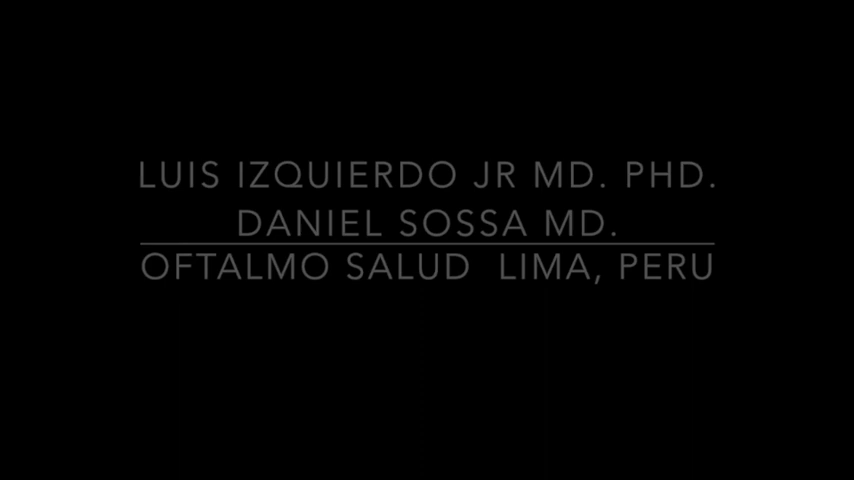 LUIS IZQUIERDO JR MD. PHD.
DANIEL SOSSA MD.
OFTALMO SALUD LIMA, PERU